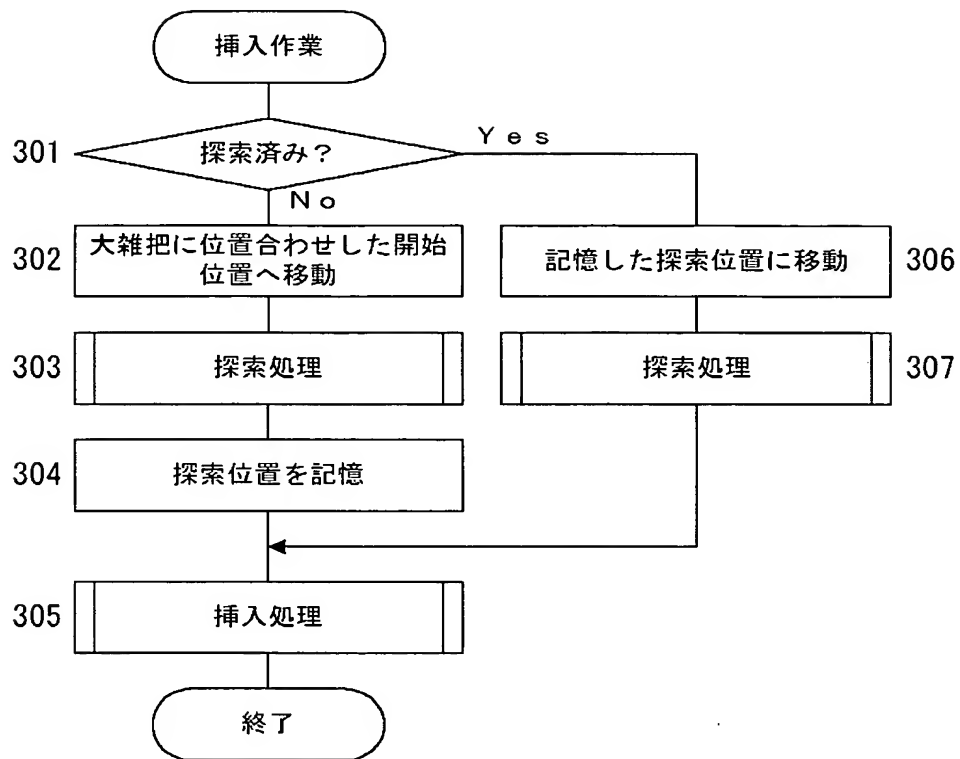 挿入作業
301
探索済み?
Yes
No
302
大雑把に位置合わせした開始
位置へ移動
記憶した探索位置に移動
306
303
探索処理
探索処理
307
304
探索位置を記憶
305
挿入処理
終了